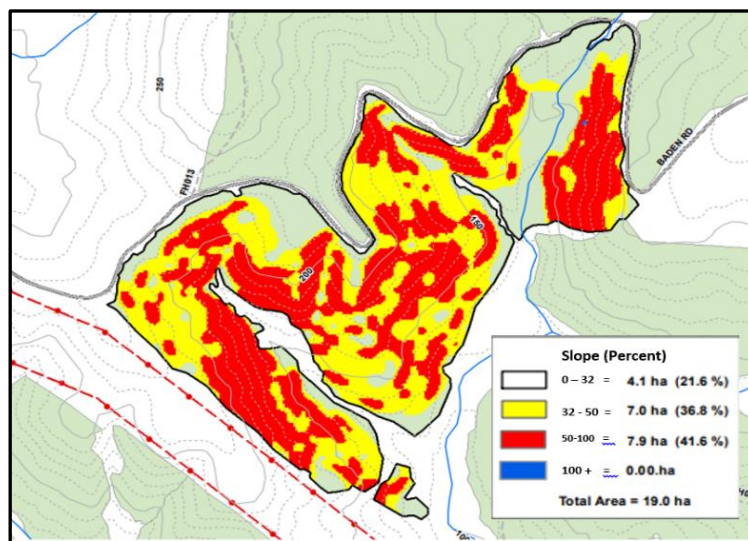 250
FH013
BADEN RD
150
200
Slope (Percent)
0 – 32 = 4.1 ha (21.6 %)
32 - 50 = 7.0 ha (36.8 %)
50-100 = 7.9 ha (41.6 %)
100 + = 0.00.ha
Total Area = 19.0 ha
100